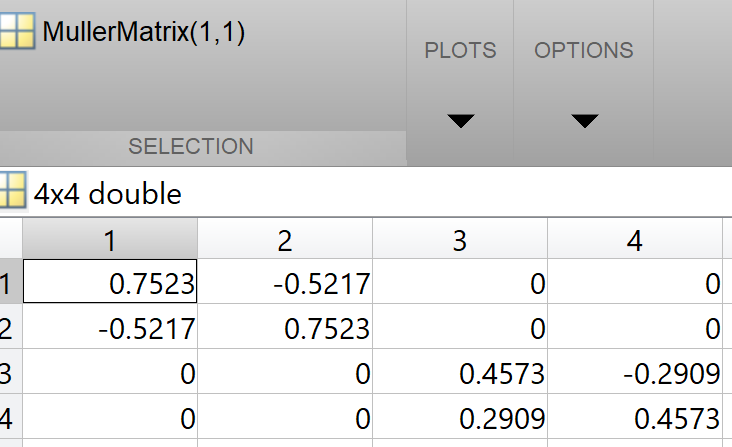 MullerMatrix(1,1)
PLOTS OPTIONS
SELECTION
4x4 double
1 2 3 4
1 0.7523 -0.5217 0 0
2 -0.5217 0.7523 0 0
3 0 0 0.4573 -0.2909
4 0 0 0.2909 0.4573